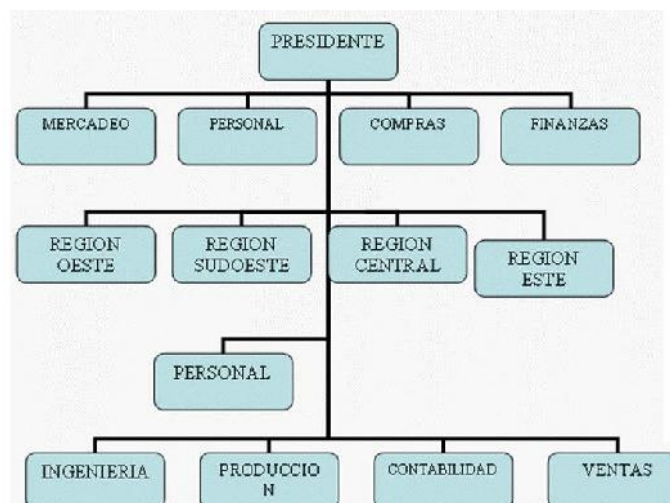 PRESIDENTE
MERCADEO
PERSONAL
COMPRAS
FINANZAS
REGION
OESTE
REGION
SUDOESTE
REGION
CENTRAL
REGION
ESTE
PERSONAL
INGENIERIA
PRODUCCIO
N
CONTABILIDAD
VENTAS